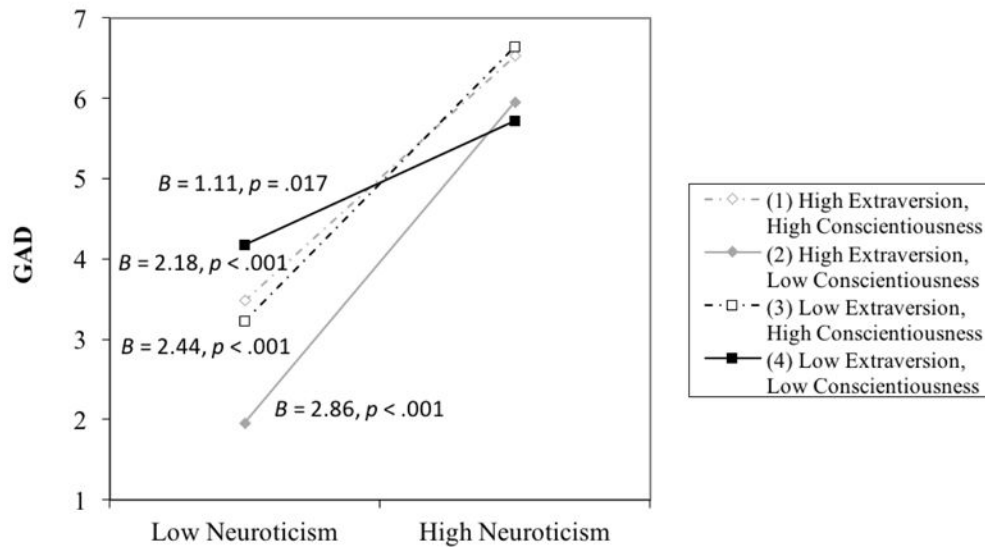 7
6
5
4
3
2
1
GAD
B = 1.11, p = .017
B = 2.18, p < .001
B = 2.44, p < .001
B = 2.86, p < .001
Low Neuroticism
High Neuroticism
(1) High Extraversion,
High Conscientiousness
(2) High Extraversion,
Low Conscientiousness
(3) Low Extraversion,
High Conscientiousness
(4) Low Extraversion,
Low Conscientiousness